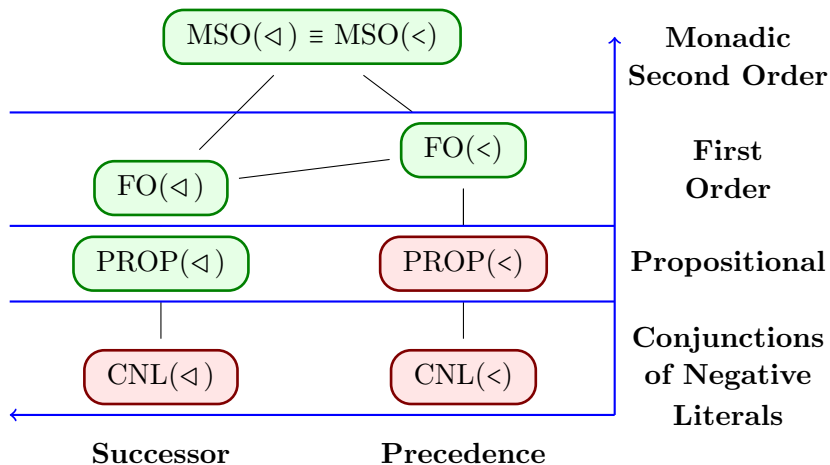 MSO(⊲) ≡ MSO(<)
Monadic
Second Order
FO(⊲)
FO(<)
First
Order
PROP(⊲)
PROP(<)
Propositional
CNL(⊲)
CNL(<)
Conjunctions
of Negative
Literals
Successor
Precedence